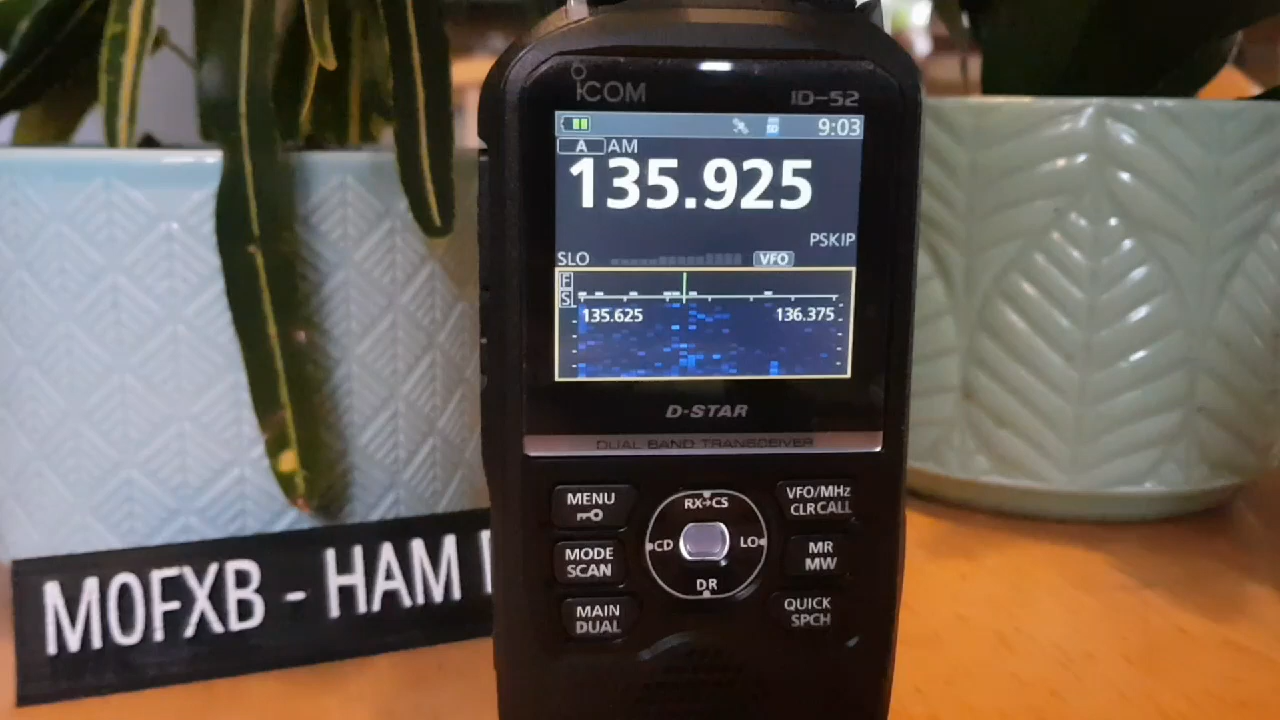 ICOM
ID-52
9:03
A AM
135.925
PSKIP
SLO
VFO
F
S
135.625 136.375
D-STAR
DUAL BAND TRANSCEIVER
MENU
RX→CS
VFO/MHz
CLR CALL
CD
MODE
SCAN
MR
MW
DR
MAIN
DUAL
QUICK
SPCH
M0FXB - HAM